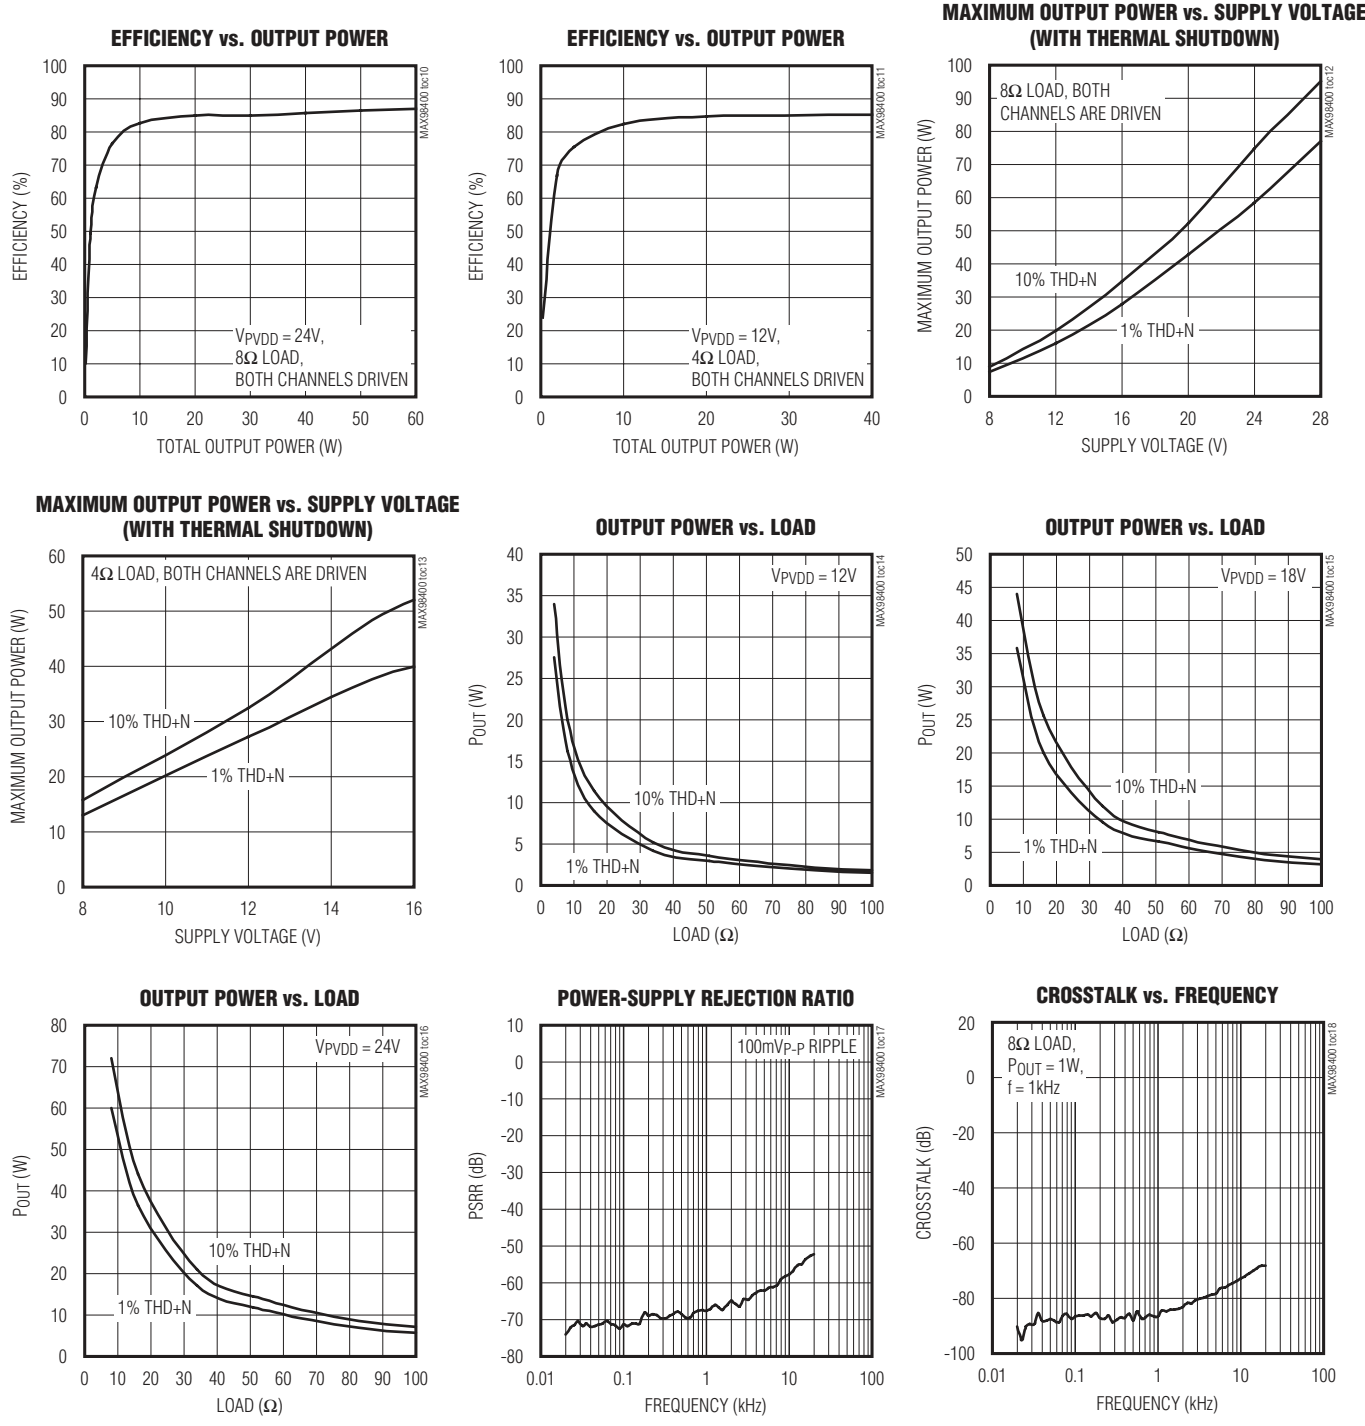 EFFICIENCY vs. OUTPUT POWER
MAX98400 toc10
EFFICIENCY (%)
100
90
80
70
60
50
40
30
20
10
0
VPVDD = 24V,
8Ω LOAD,
BOTH CHANNELS DRIVEN
0 10 20 30 40 50 60
TOTAL OUTPUT POWER (W)
EFFICIENCY vs. OUTPUT POWER
MAX98400 toc11
EFFICIENCY (%)
100
90
80
70
60
50
40
30
20
10
0
VPVDD = 12V,
4Ω LOAD,
BOTH CHANNELS DRIVEN
0 10 20 30 40
TOTAL OUTPUT POWER (W)
MAXIMUM OUTPUT POWER vs. SUPPLY VOLTAGE
(WITH THERMAL SHUTDOWN)
MAX98400 toc12
MAXIMUM OUTPUT POWER (W)
100
90
80
70
60
50
40
30
20
10
0
8Ω LOAD, BOTH
CHANNELS ARE DRIVEN
10% THD+N
1% THD+N
8 12 16 20 24 28
SUPPLY VOLTAGE (V)
MAXIMUM OUTPUT POWER vs. SUPPLY VOLTAGE
(WITH THERMAL SHUTDOWN)
MAX98400 toc13
MAXIMUM OUTPUT POWER (W)
60
50
40
30
20
10
0
4Ω LOAD, BOTH CHANNELS ARE DRIVEN
10% THD+N
1% THD+N
8 10 12 14 16
SUPPLY VOLTAGE (V)
OUTPUT POWER vs. LOAD
MAX98400 toc14
POUT (W)
40
35
30
25
20
15
10
5
0
VPVDD = 12V
10% THD+N
1% THD+N
0 10 20 30 40 50 60 70 80 90 100
LOAD (Ω)
OUTPUT POWER vs. LOAD
MAX98400 toc15
POUT (W)
50
45
40
35
30
25
20
15
10
5
0
VPVDD = 18V
10% THD+N
1% THD+N
0 10 20 30 40 50 60 70 80 90 100
LOAD (Ω)
OUTPUT POWER vs. LOAD
MAX98400 toc16
POUT (W)
80
70
60
50
40
30
20
10
0
VPVDD = 24V
10% THD+N
1% THD+N
0 10 20 30 40 50 60 70 80 90 100
LOAD (Ω)
POWER-SUPPLY REJECTION RATIO
MAX98400 toc17
PSRR (dB)
10
0
-10
-20
-30
-40
-50
-60
-70
-80
100mVP-P RIPPLE
0.01 0.1 1 10 100
FREQUENCY (kHz)
CROSSTALK vs. FREQUENCY
MAX98400 toc18
CROSSTALK (dB)
20
0
-20
-40
-60
-80
-100
8Ω LOAD,
POUT = 1W,
f = 1kHz
0.01 0.1 1 10 100
FREQUENCY (kHz)